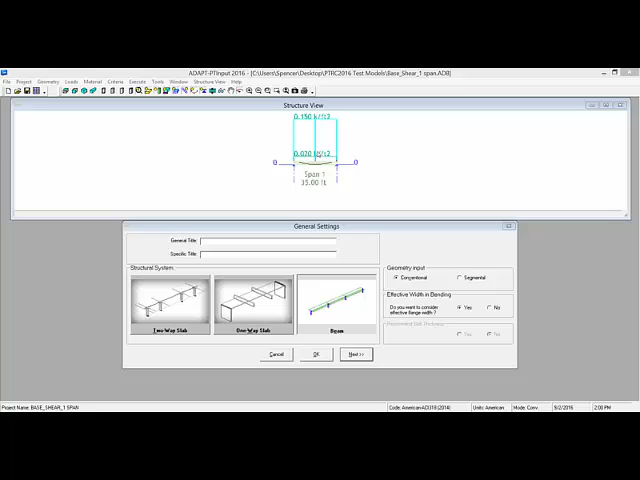 ADAPT-PTInput 2016 - [C:\Users\Spencer\Desktop\PTRC2016 Test Models\Base_Shear_1 span.ADB]
File Project Geometry Loads Material Criteria Execute Tools Window Structure View Help
Structure View
0.150 k/ft2
0.020 k/ft2
0 0
Span 1
35.00 ft
General Settings
General Title:
Specific Title:
Structural System
Two-Way Slab One-Way Slab Beam
Geometry input
Conventional Segmental
Effective Width in Bending
Do you want to consider effective flange width ? Yes No
Yes No
Cancel OK Next >>
Project Name: BASE_SHEAR_1 SPAN Units: American Mode: Conv 9/2/2016 2:00 PM